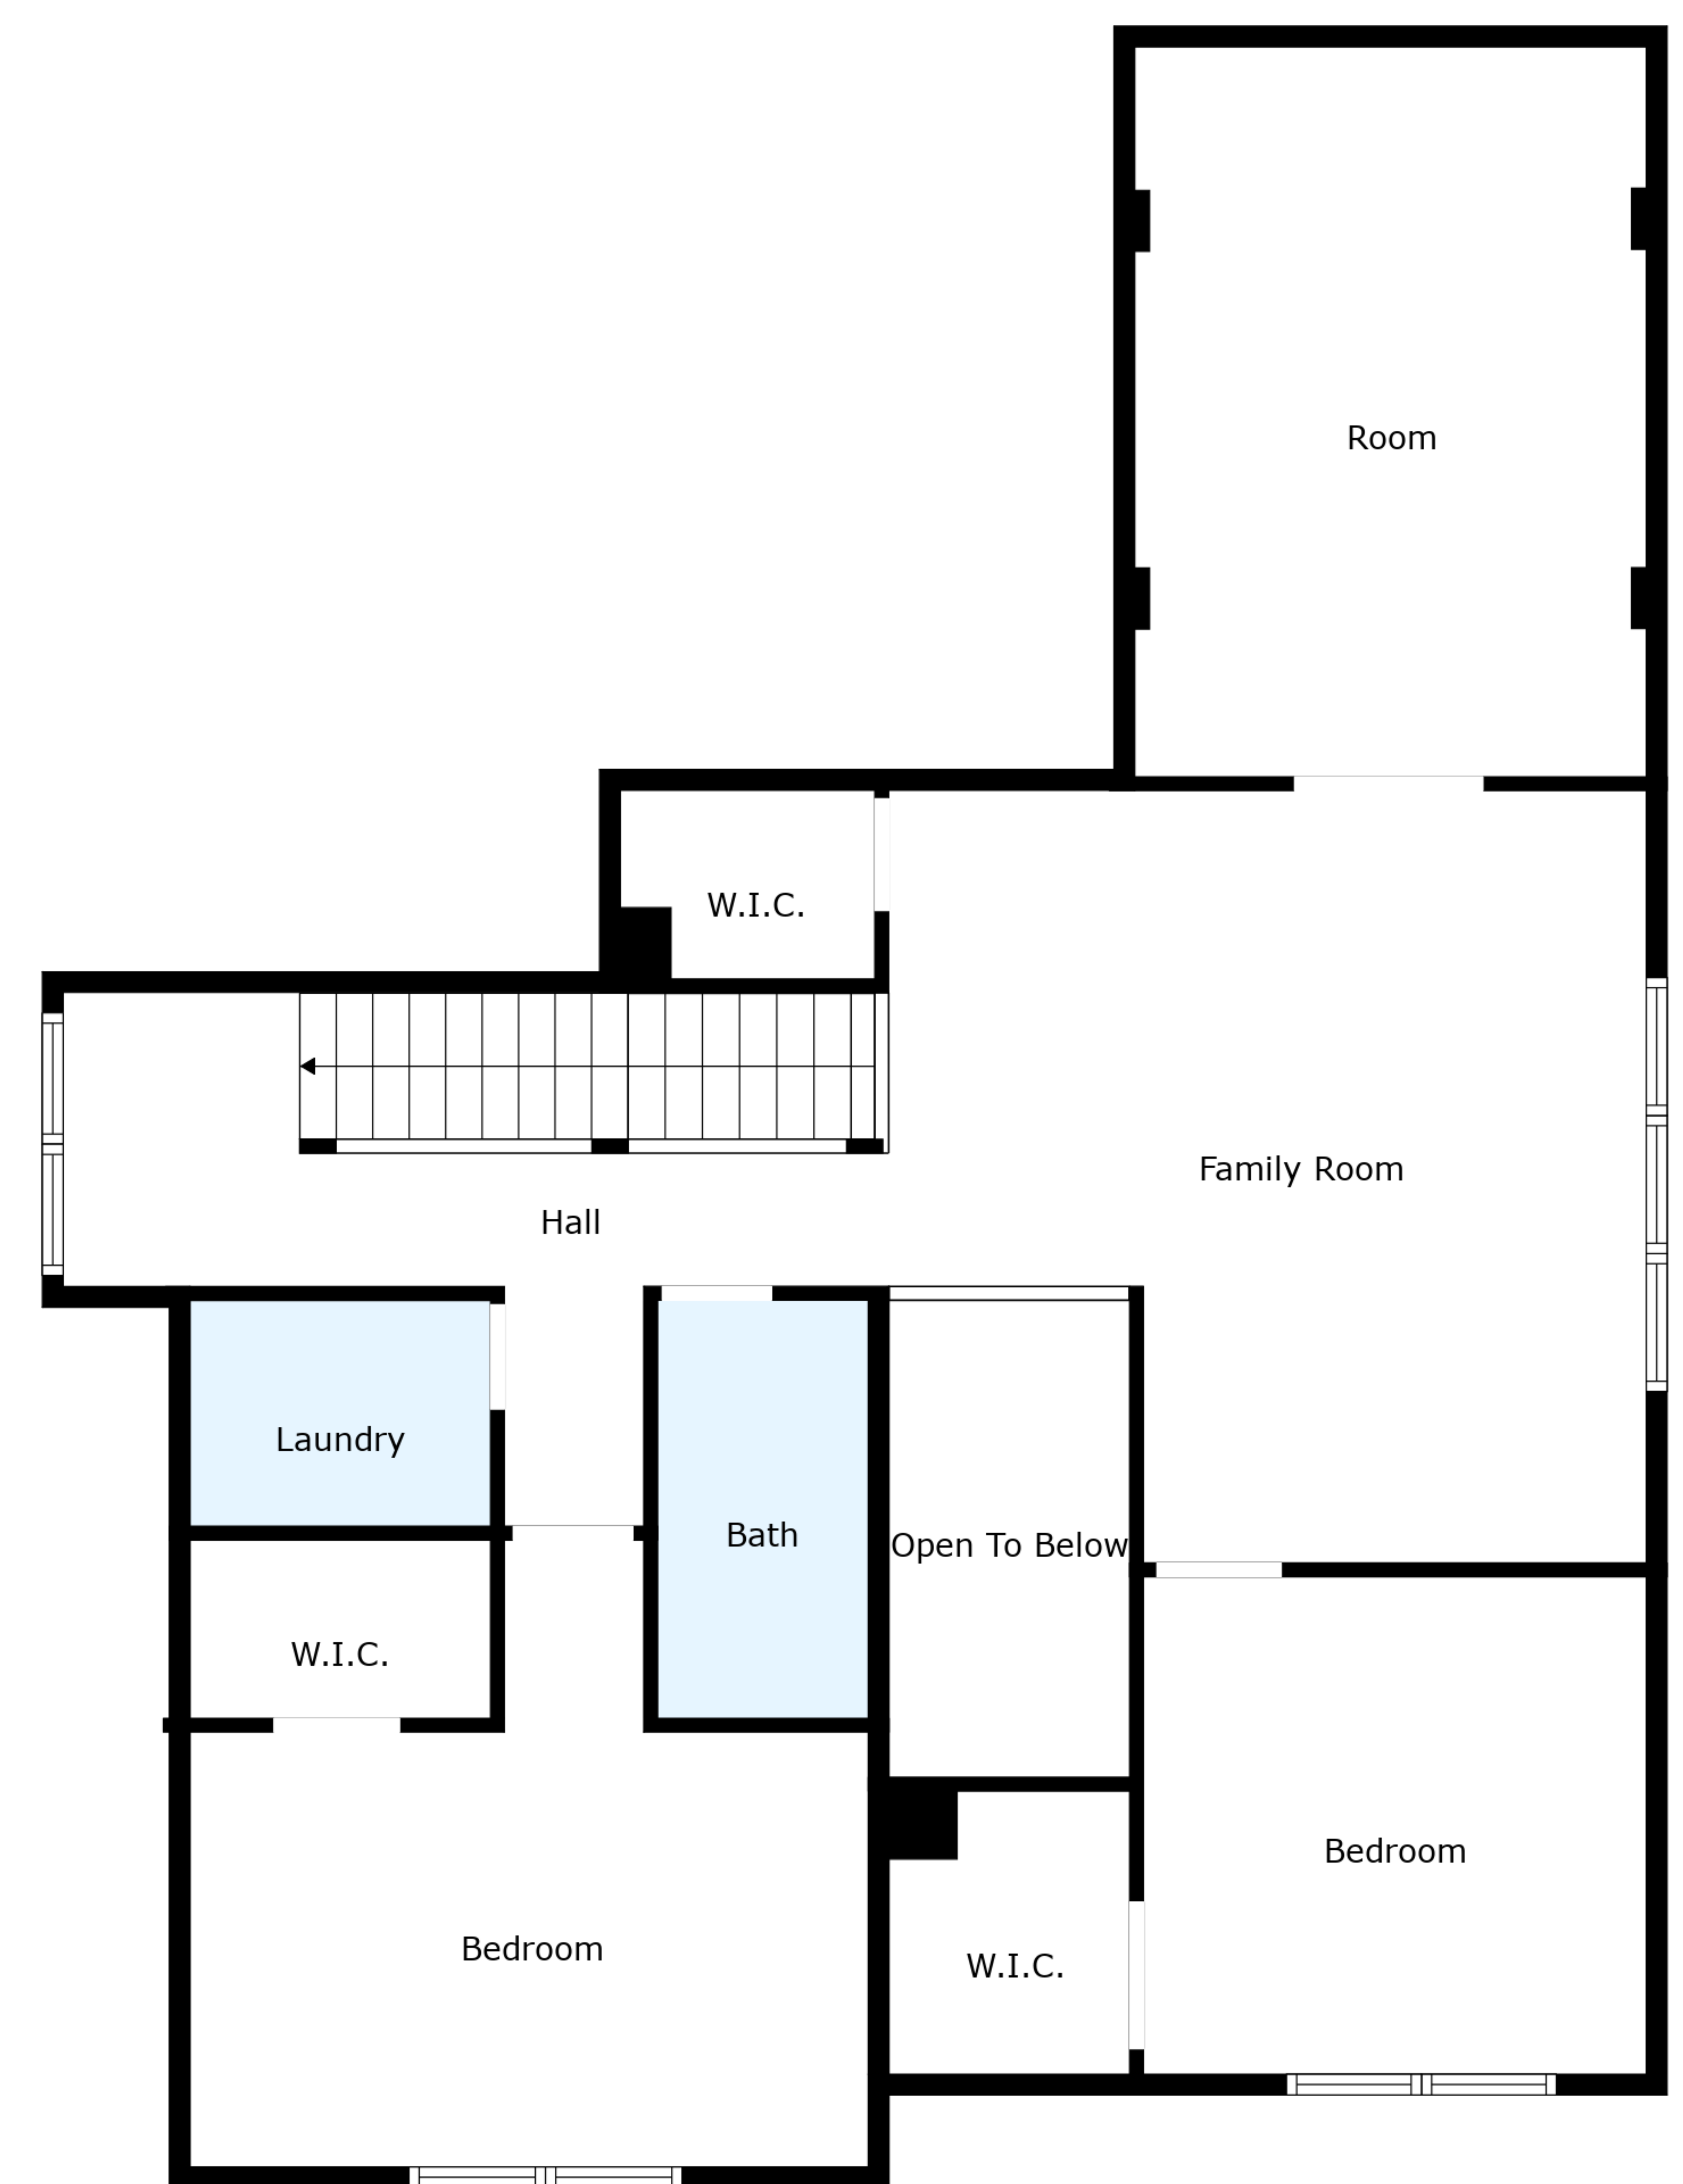 Room
W.I.C.
Family Room
Hall
Laundry
Bath
Open To Below
W.I.C.
Bedroom
Bedroom
W.I.C.